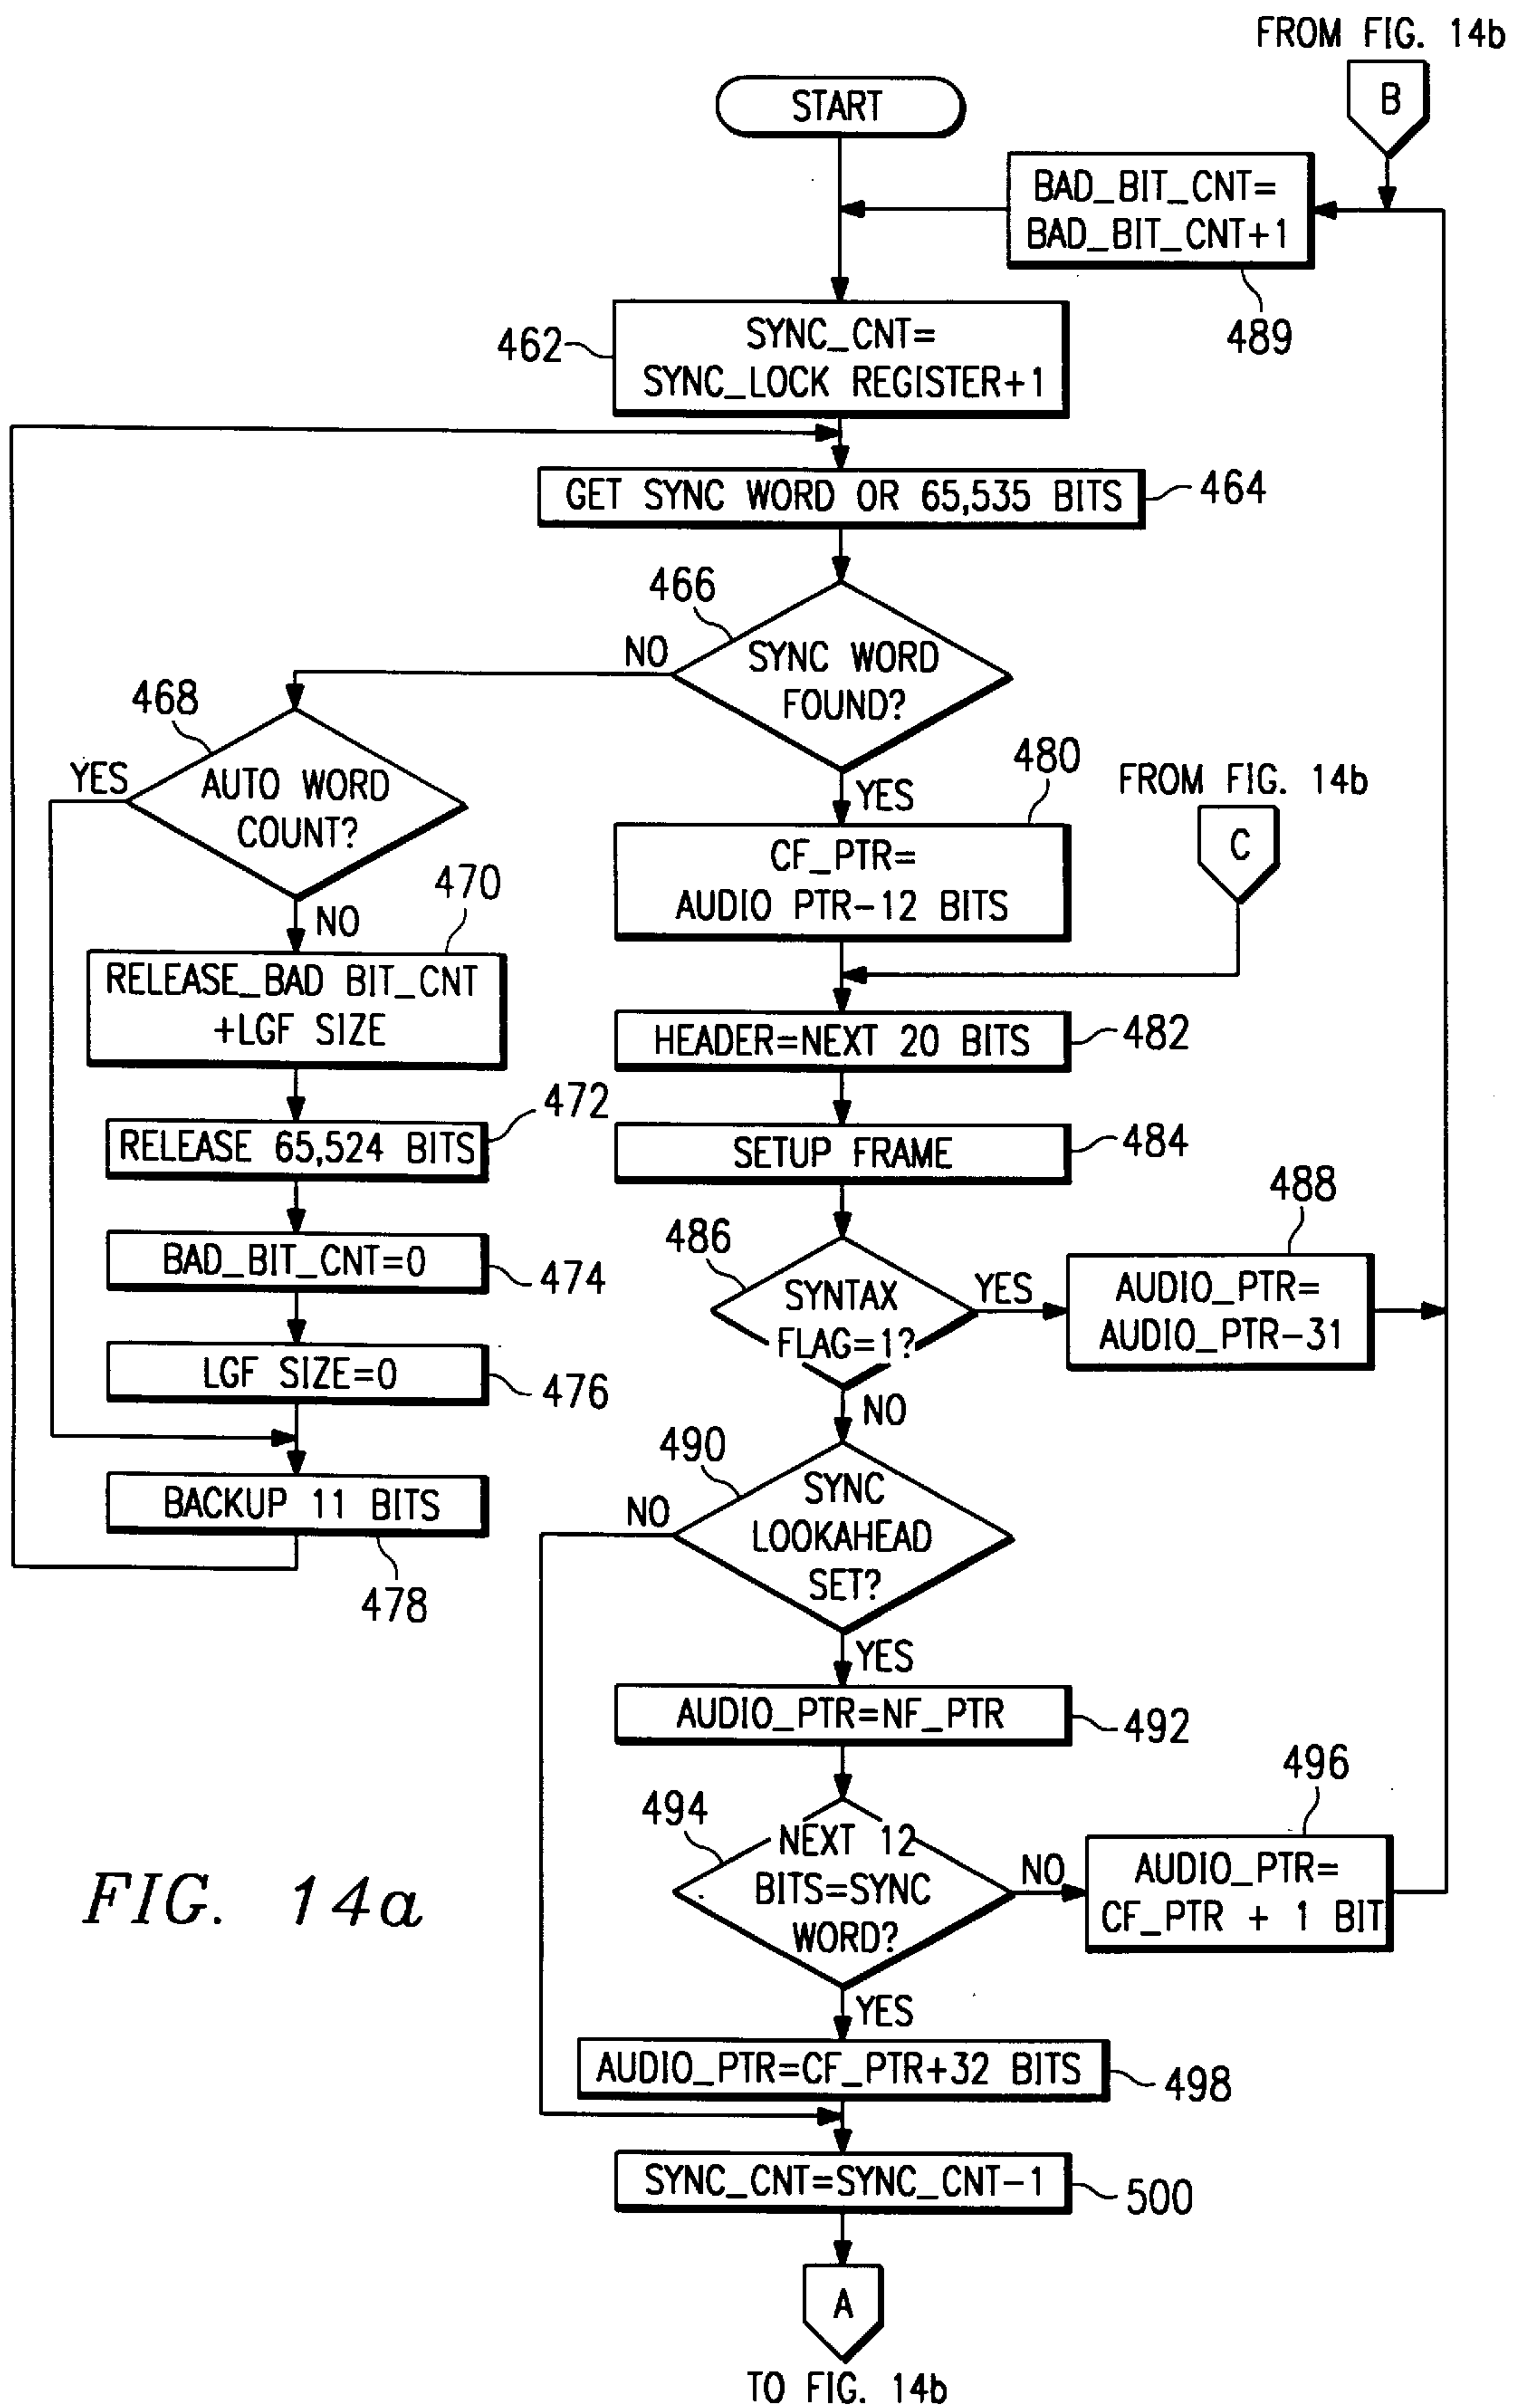 FROM FIG. 14b
START
B
BAD_BIT_CNT=
BAD_BIT_CNT+1
489
462
SYNC_CNT=
SYNC_LOCK REGISTER+1
GET SYNC WORD OR 65,535 BITS
464
466
NO
SYNC WORD
FOUND?
468
YES
AUTO WORD
COUNT?
480
YES
FROM FIG. 14b
C
CF_PTR=
AUDIO PTR-12 BITS
470
NO
RELEASE_BAD BIT_CNT
+LGF SIZE
HEADER=NEXT 20 BITS
482
472
RELEASE 65,524 BITS
SETUP FRAME
484
488
486
BAD_BIT_CNT=0
474
SYNTAX
FLAG=1?
YES
AUDIO_PTR=
AUDIO_PTR-31
LGF SIZE=0
476
NO
490
BACKUP 11 BITS
478
NO
SYNC
LOOKAHEAD
SET?
YES
AUDIO_PTR=NF_PTR
492
496
494
NEXT 12
BITS=SYNC
WORD?
NO
AUDIO_PTR=
CF_PTR + 1 BIT
FIG. 14a
YES
AUDIO_PTR=CF_PTR+32 BITS
498
SYNC_CNT=SYNC_CNT-1
500
A
TO FIG. 14b